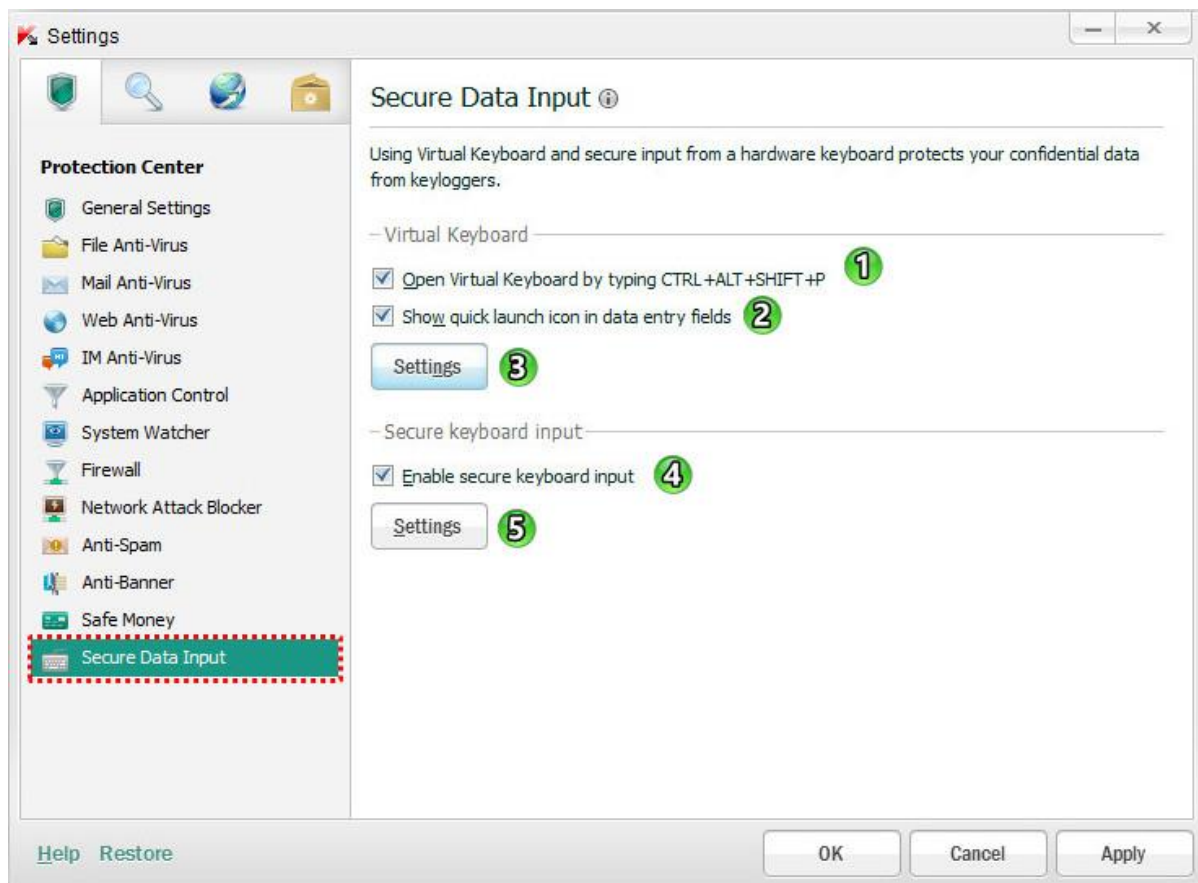 Settings
Protection Center
General Settings
File Anti-Virus
Mail Anti-Virus
Web Anti-Virus
IM Anti-Virus
Application Control
System Watcher
Firewall
Network Attack Blocker
Anti-Spam
Anti-Banner
Safe Money
Secure Data Input
Secure Data Input
Using Virtual Keyboard and secure input from a hardware keyboard protects your confidential data
from keyloggers.
Virtual Keyboard
Open Virtual Keyboard by typing CTRL+ALT+SHIFT+P 1
Show quick launch icon in data entry fields 2
Settings 3
Secure keyboard input
Enable secure keyboard input 4
Settings 5
Help Restore
OK Cancel Apply